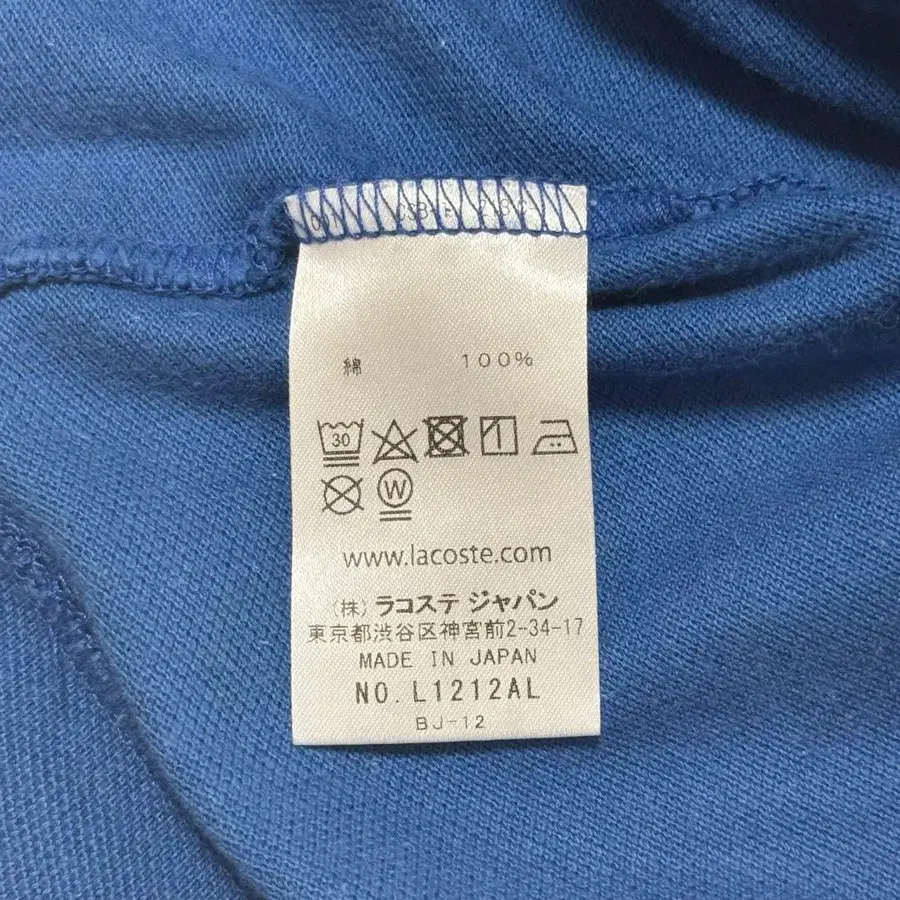 綿 100%
30
W
www.lacoste.com
(株) ラコステ ジャパン
東京都渋谷区神宮前2-34-17
MADE IN JAPAN
NO. L1212AL
BJ-12